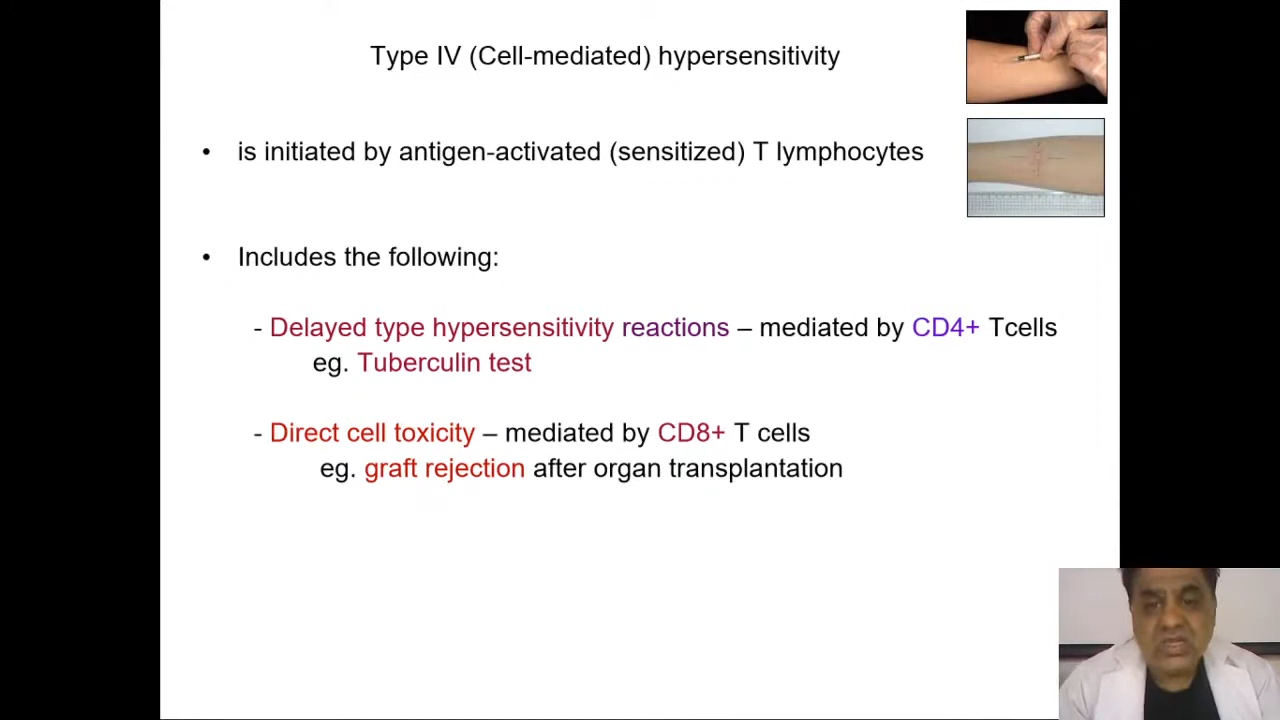 Type IV (Cell-mediated) hypersensitivity
• is initiated by antigen-activated (sensitized) T lymphocytes
• Includes the following:
- Delayed type hypersensitivity reactions – mediated by CD4+ Tcells
eg. Tuberculin test
- Direct cell toxicity – mediated by CD8+ T cells
eg. graft rejection after organ transplantation